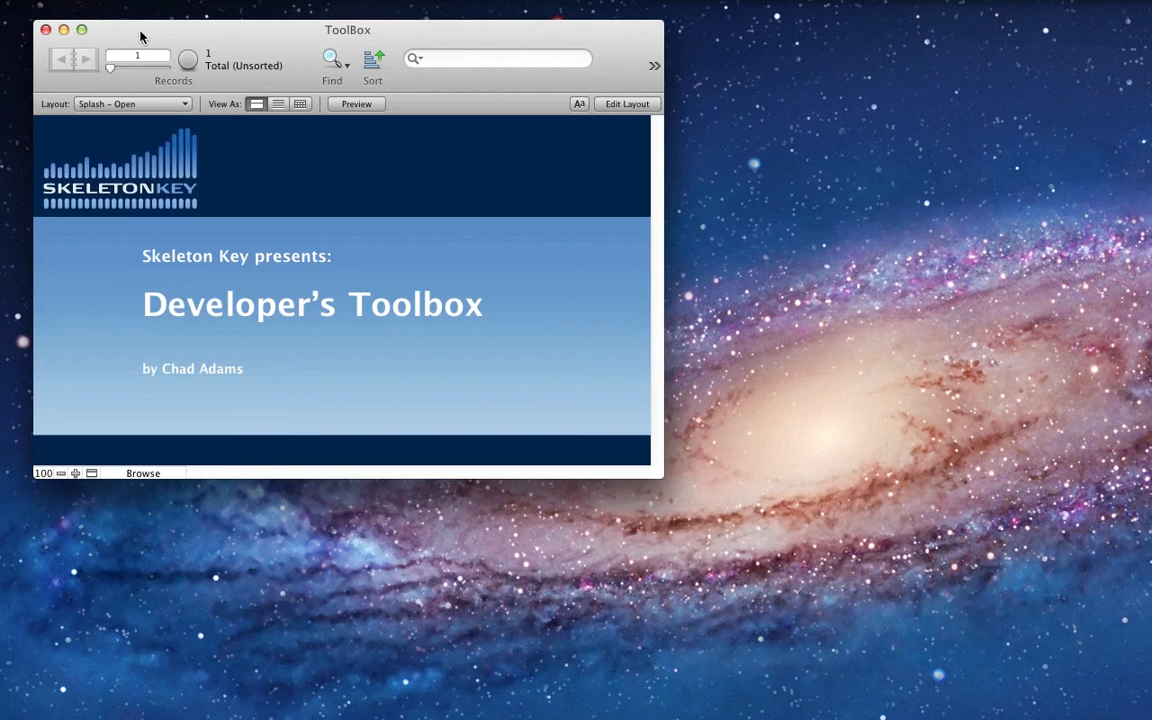 ToolBox
1
1
Total (Unsorted)
Records
Find
Sort
Layout: Splash - Open
View As:
Preview
Aa
Edit Layout
SKELETONKEY
Skeleton Key presents:
Developer's Toolbox
by Chad Adams
100
Browse